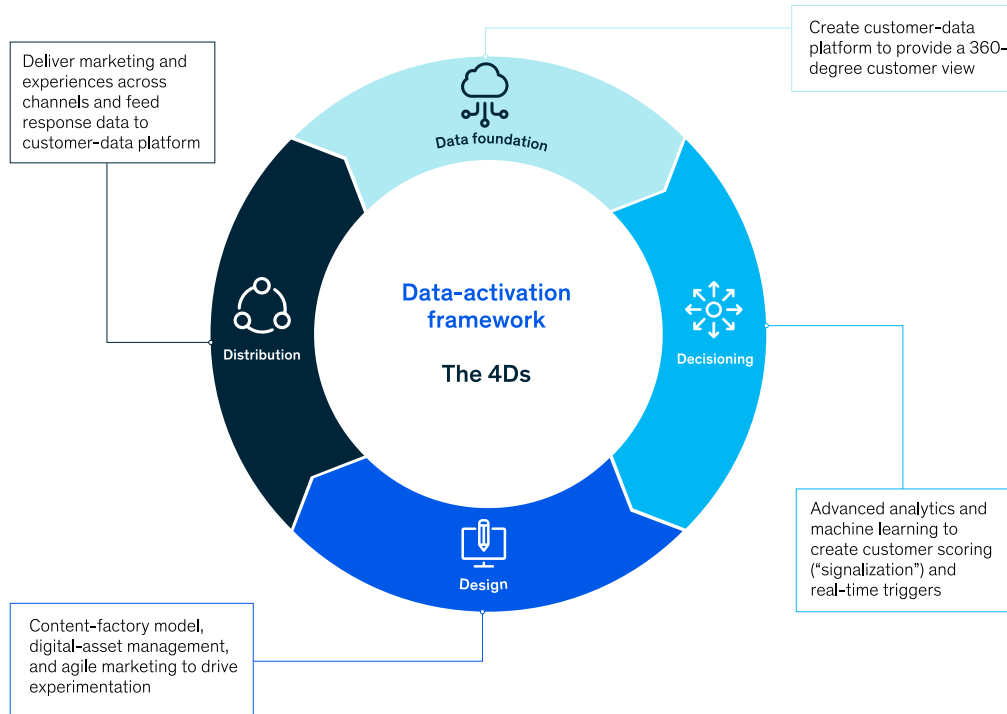 Create customer-data
platform to provide a 360-
degree customer view
Deliver marketing and
experiences across
channels and feed
response data to
customer-data platform
Data foundation
Data-activation
framework
The 4Ds
Distribution
Decisioning
Design
Advanced analytics and
machine learning to
create customer scoring
(“signalization”) and
real-time triggers
Content-factory model,
digital-asset management,
and agile marketing to drive
experimentation